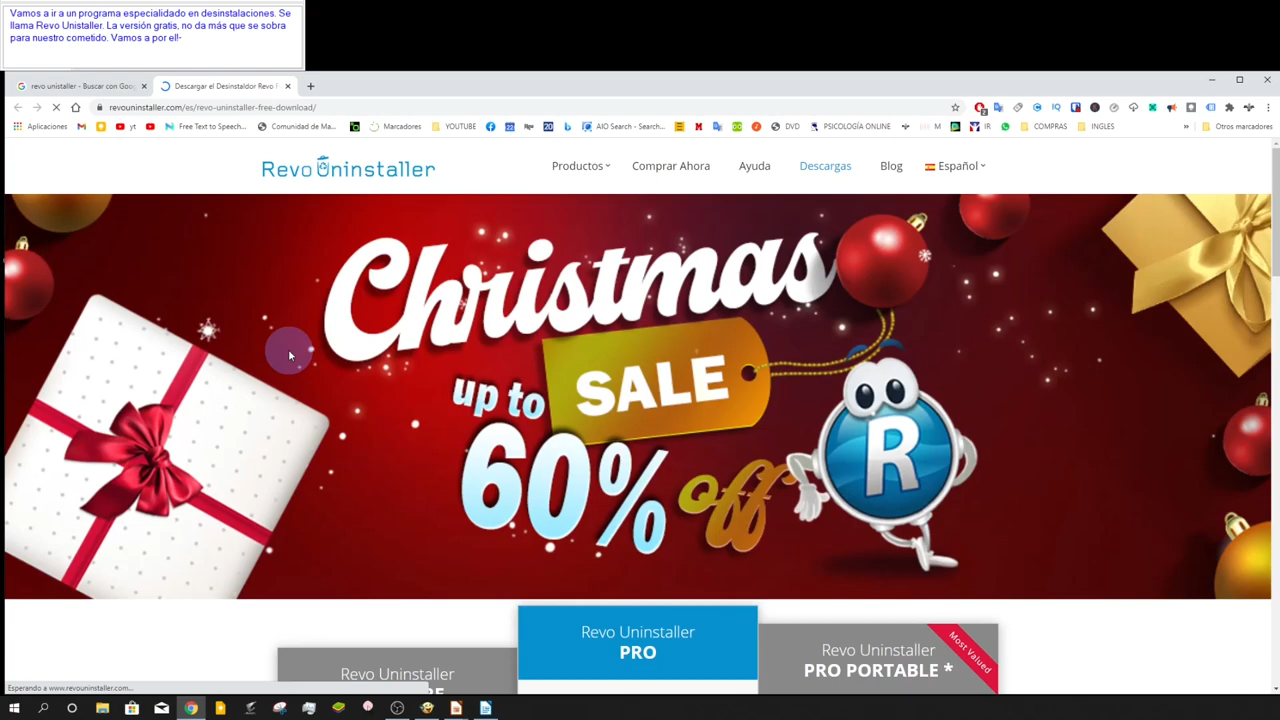 Vamos a ir a un programa especialidado en desinstalaciones. Se
llama Revo Unistaller. La versión gratis, no da más que se sobra
para nuestro cometido. Vamos a por el!-
revo unistaller - Buscar con Goog
Descargar el Desinstaldor Revo
revouninstaller.com/es/revo-uninstaller-free-download/
Aplicaciones
yt
Free Text to Speech...
Comunidad de Ma...
Marcadores
YOUTUBE
AIO Search - Search...
DVD
PSICOLOGÍA ONLINE
M
IR
COMPRAS
INGLES
»
Otros marcadores
Revo Uninstaller
Productos
Comprar Ahora
Ayuda
Descargas
Blog
Español
Christmas
SALE
up to
60% off
R
Revo Uninstaller
PRO
Revo Uninstaller
PRO PORTABLE *
Most Valued
Revo Uninstaller
Esperando a www.revouninstaller.com...